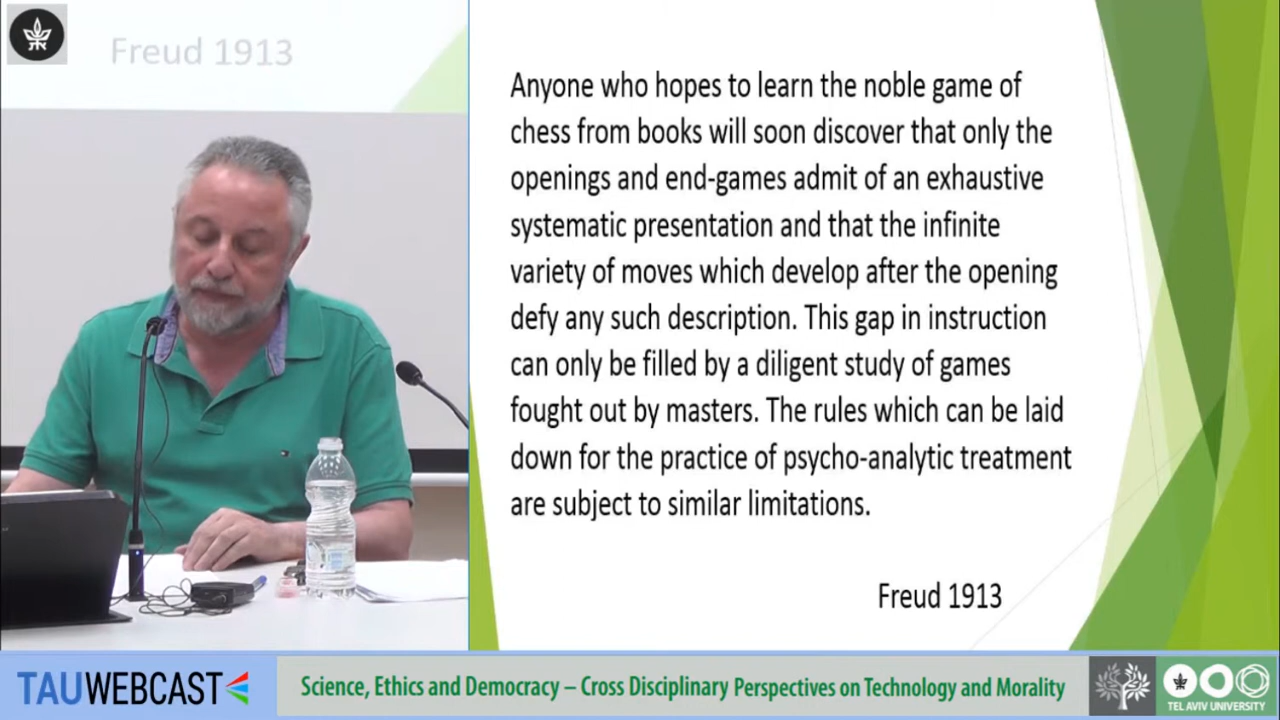 Freud 1913
Anyone who hopes to learn the noble game of
chess from books will soon discover that only the
openings and end-games admit of an exhaustive
systematic presentation and that the infinite
variety of moves which develop after the opening
defy any such description. This gap in instruction
can only be filled by a diligent study of games
fought out by masters. The rules which can be laid
down for the practice of psycho-analytic treatment
are subject to similar limitations.
Freud 1913
TAUWEBCAST
Science, Ethics and Democracy – Cross Disciplinary Perspectives on Technology and Morality
TEL AVIV UNIVERSITY